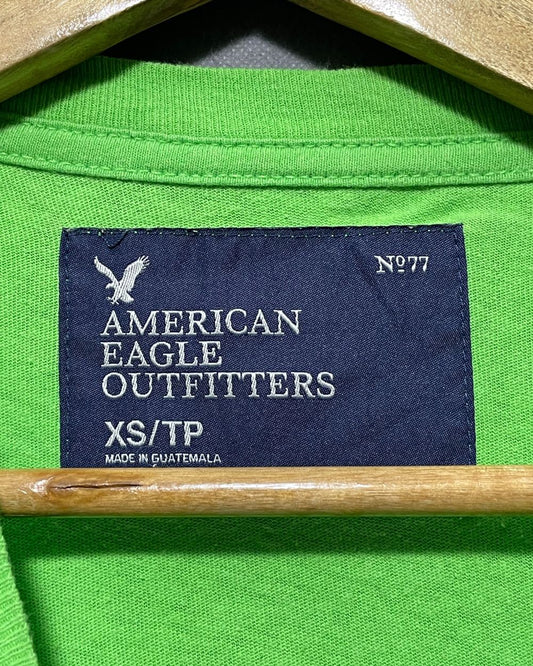 Nº77
AMERICAN
EAGLE
OUTFITTERS
XS/TP
MADE IN GUATEMALA